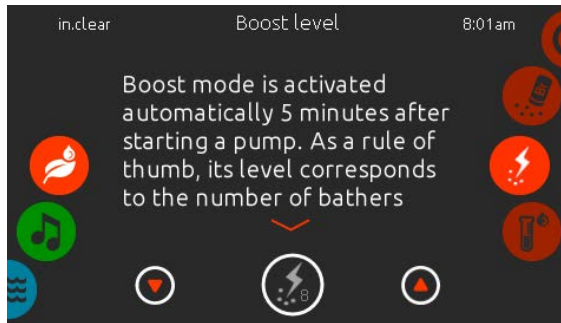 in.clear Boost level 8:01am
Boost mode is activated
automatically 5 minutes after
starting a pump. As a rule of
thumb, its level corresponds
to the number of bathers
Br
8